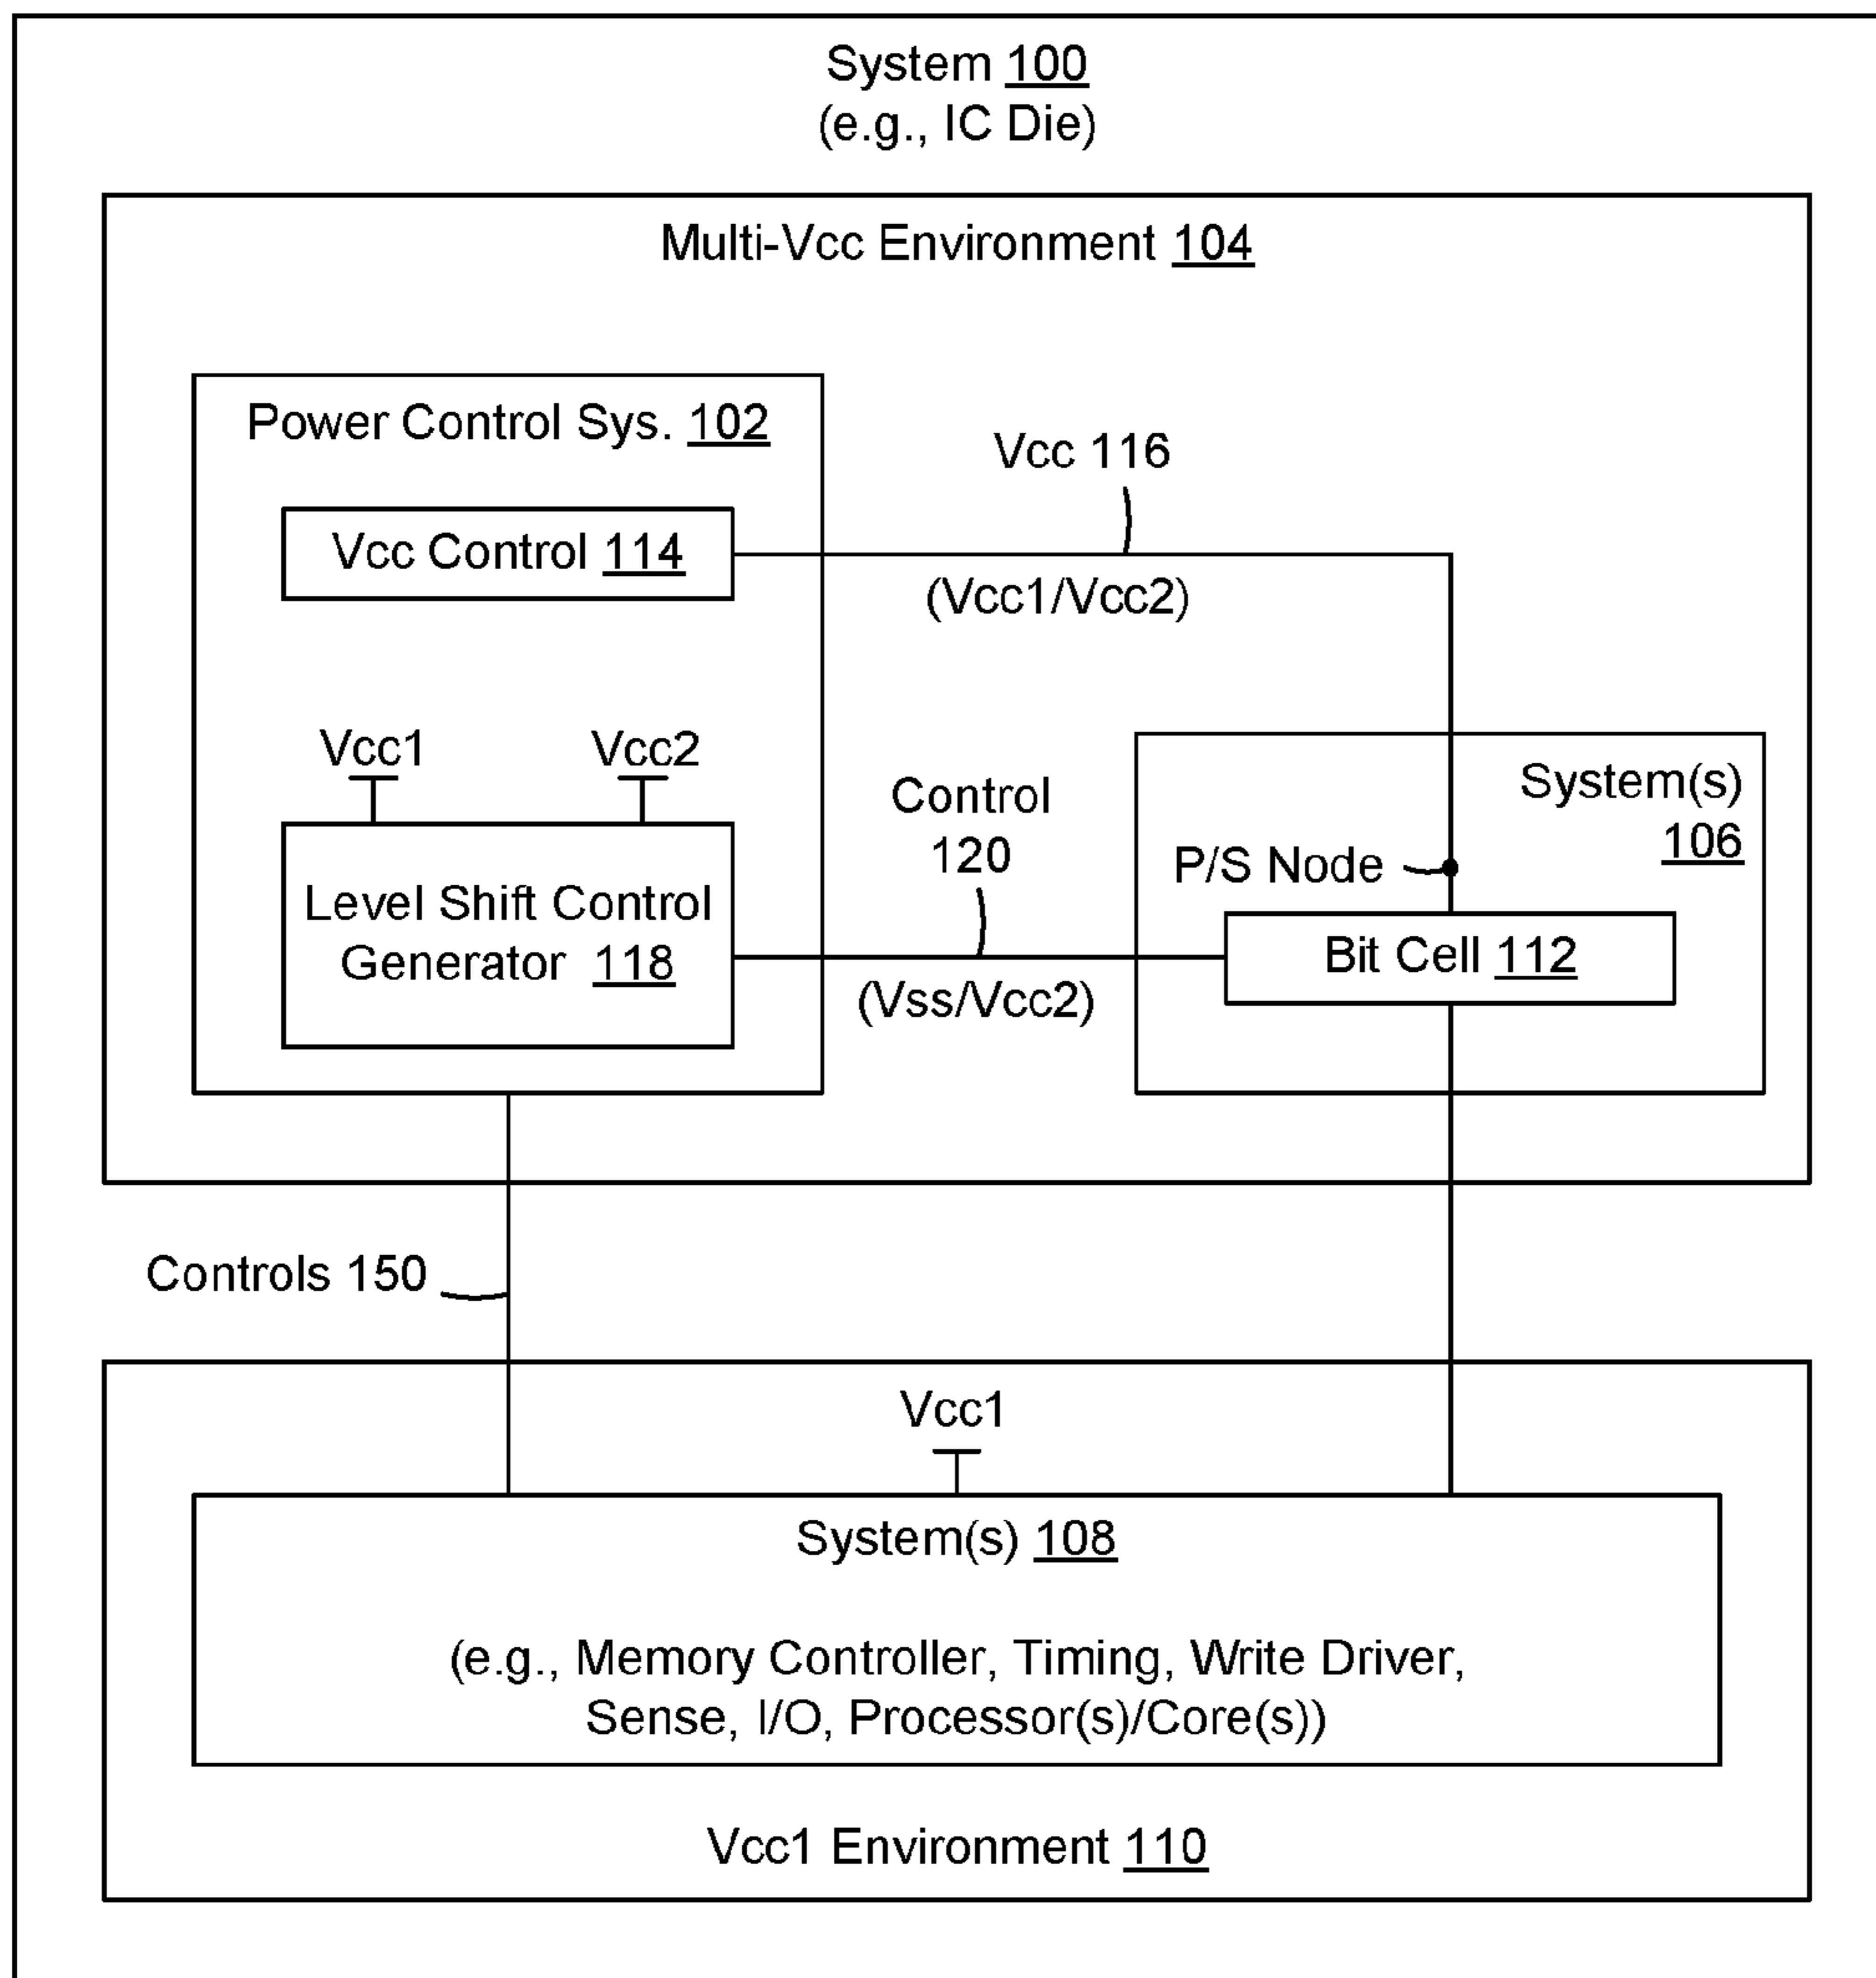 System 100
(e.g., IC Die)
Multi-Vcc Environment 104
Power Control Sys. 102
Vcc 116
Vcc Control 114
(Vcc1/Vcc2)
Vcc1
Vcc2
Control
120
System(s)
106
P/S Node
Level Shift Control
Generator 118
Bit Cell 112
(Vss/Vcc2)
Controls 150
Vcc1
System(s) 108
(e.g., Memory Controller, Timing, Write Driver,
Sense, I/O, Processor(s)/Core(s))
Vcc1 Environment 110